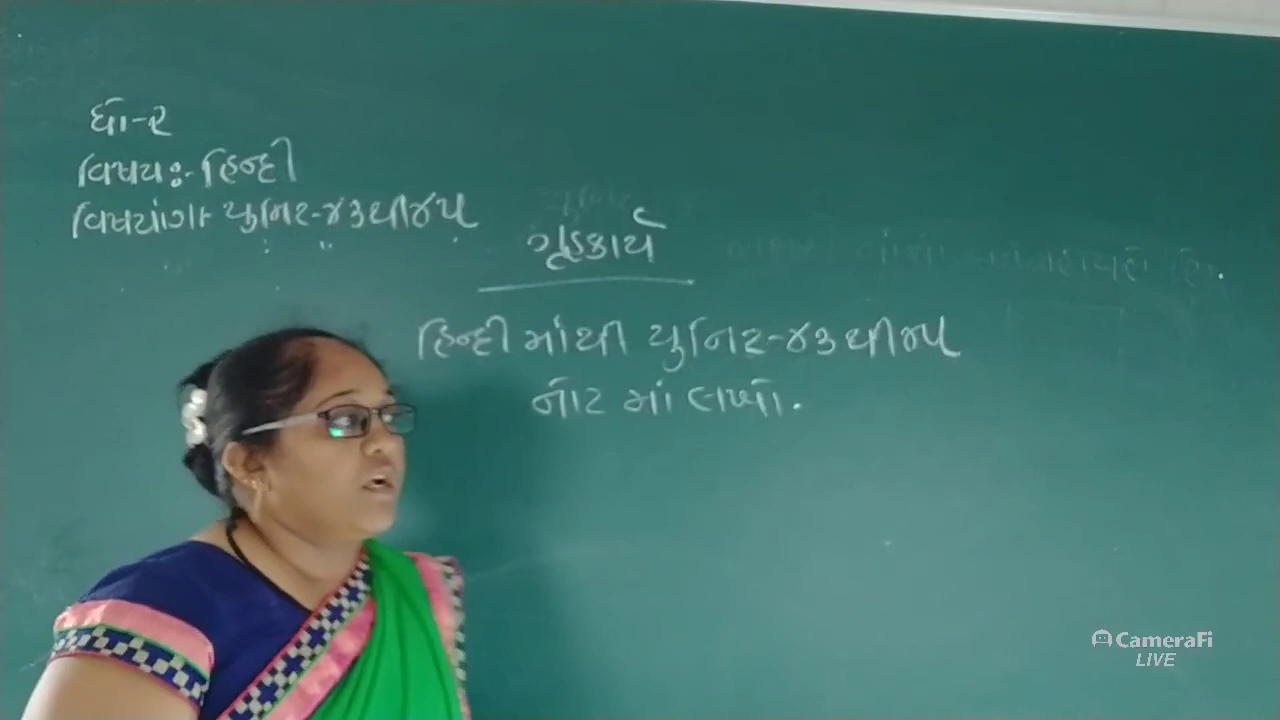 ધો-૨
વિષય:- હિન્દી
વિષયાંગ યુનિટ-૪૩થી૪૫
ગૃહકાર્ય
હિન્દી માંથી યુનિટ-૪૩થી૪૫
નોટ માં લખો.
CameraFi
LIVE